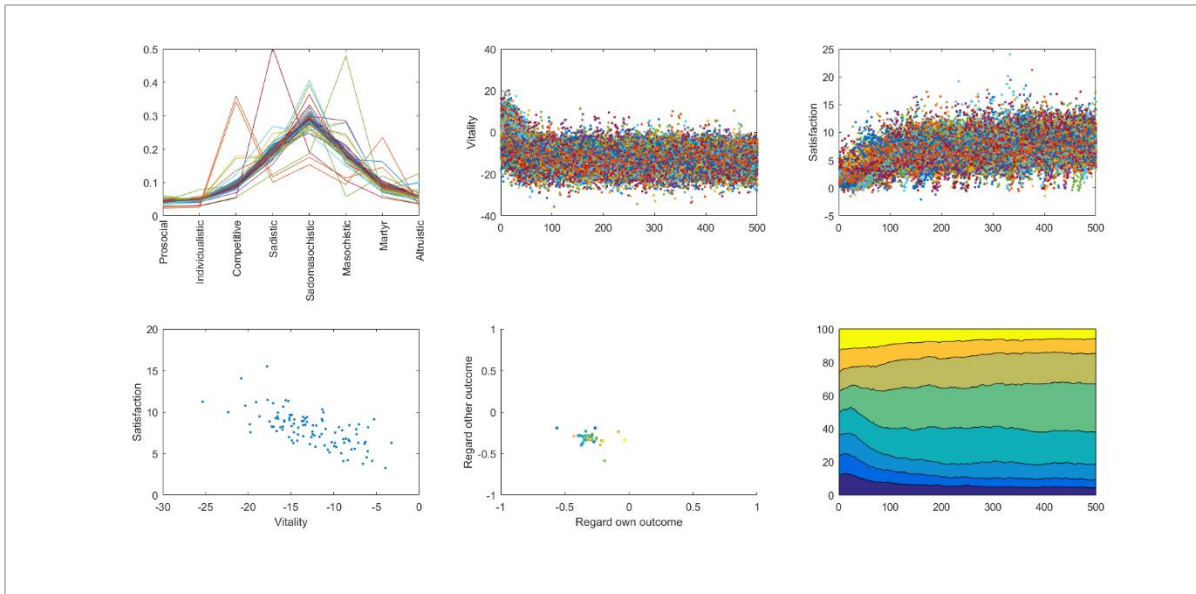 0.5
0.4
0.3
0.2
0.1
0
Prosocial
Individualistic
Competitive
Sadistic
Sadomasochistic
Masochistic
Martyr
Altruistic
Vitality
40
20
0
-20
-40
0 100 200 300 400 500
Satisfaction
25
20
15
10
5
0
-5
0 100 200 300 400 500
Satisfaction
20
15
10
5
0
-30 -25 -20 -15 -10 -5 0
Vitality
Regard other outcome
1
0.5
0
-0.5
-1
-1 -0.5 0 0.5 1
Regard own outcome
100
80
60
40
20
0
0 100 200 300 400 500